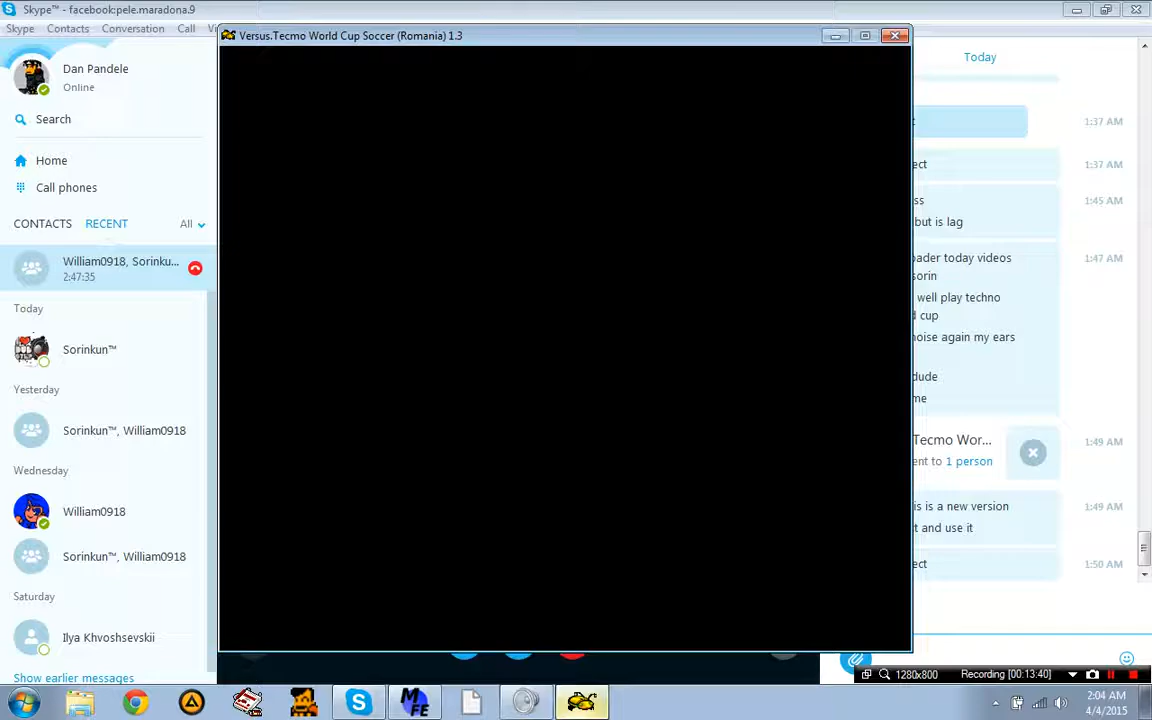 Skype™ - facebook:pele.maradona.9
Skype Contacts Conversation Call
Versus.Tecmo World Cup Soccer (Romania) 1.3
Dan Pandele
Online
Search
Home
Call phones
CONTACTS RECENT All
William0918, Sorinku...
2:47:35
Today
Sorinkun™
Yesterday
Sorinkun™, William0918
Wednesday
William0918
Sorinkun™, William0918
Saturday
Ilya Khvoshsevskii
Show earlier messages
Today
1:37 AM
ect 1:37 AM
ss 1:45 AM
but is lag
ader today videos 1:47 AM
sorin
well play techno
d cup
noise again my ears
dude
me
Tecmo Wor... 1:49 AM
nt to 1 person
is is a new version 1:49 AM
t and use it
ect 1:50 AM
1280x800 Recording [00:13:40]
MFE
2:04 AM
4/4/2015